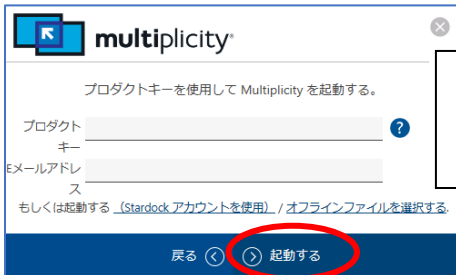 multiplicity
プロダクトキーを使用して Multiplicity を起動する。
プロダクト
キー
?
Eメールアドレ
ス
もしくは起動する (Stardock アカウントを使用) / オフラインファイルを選択する.
戻る 起動する